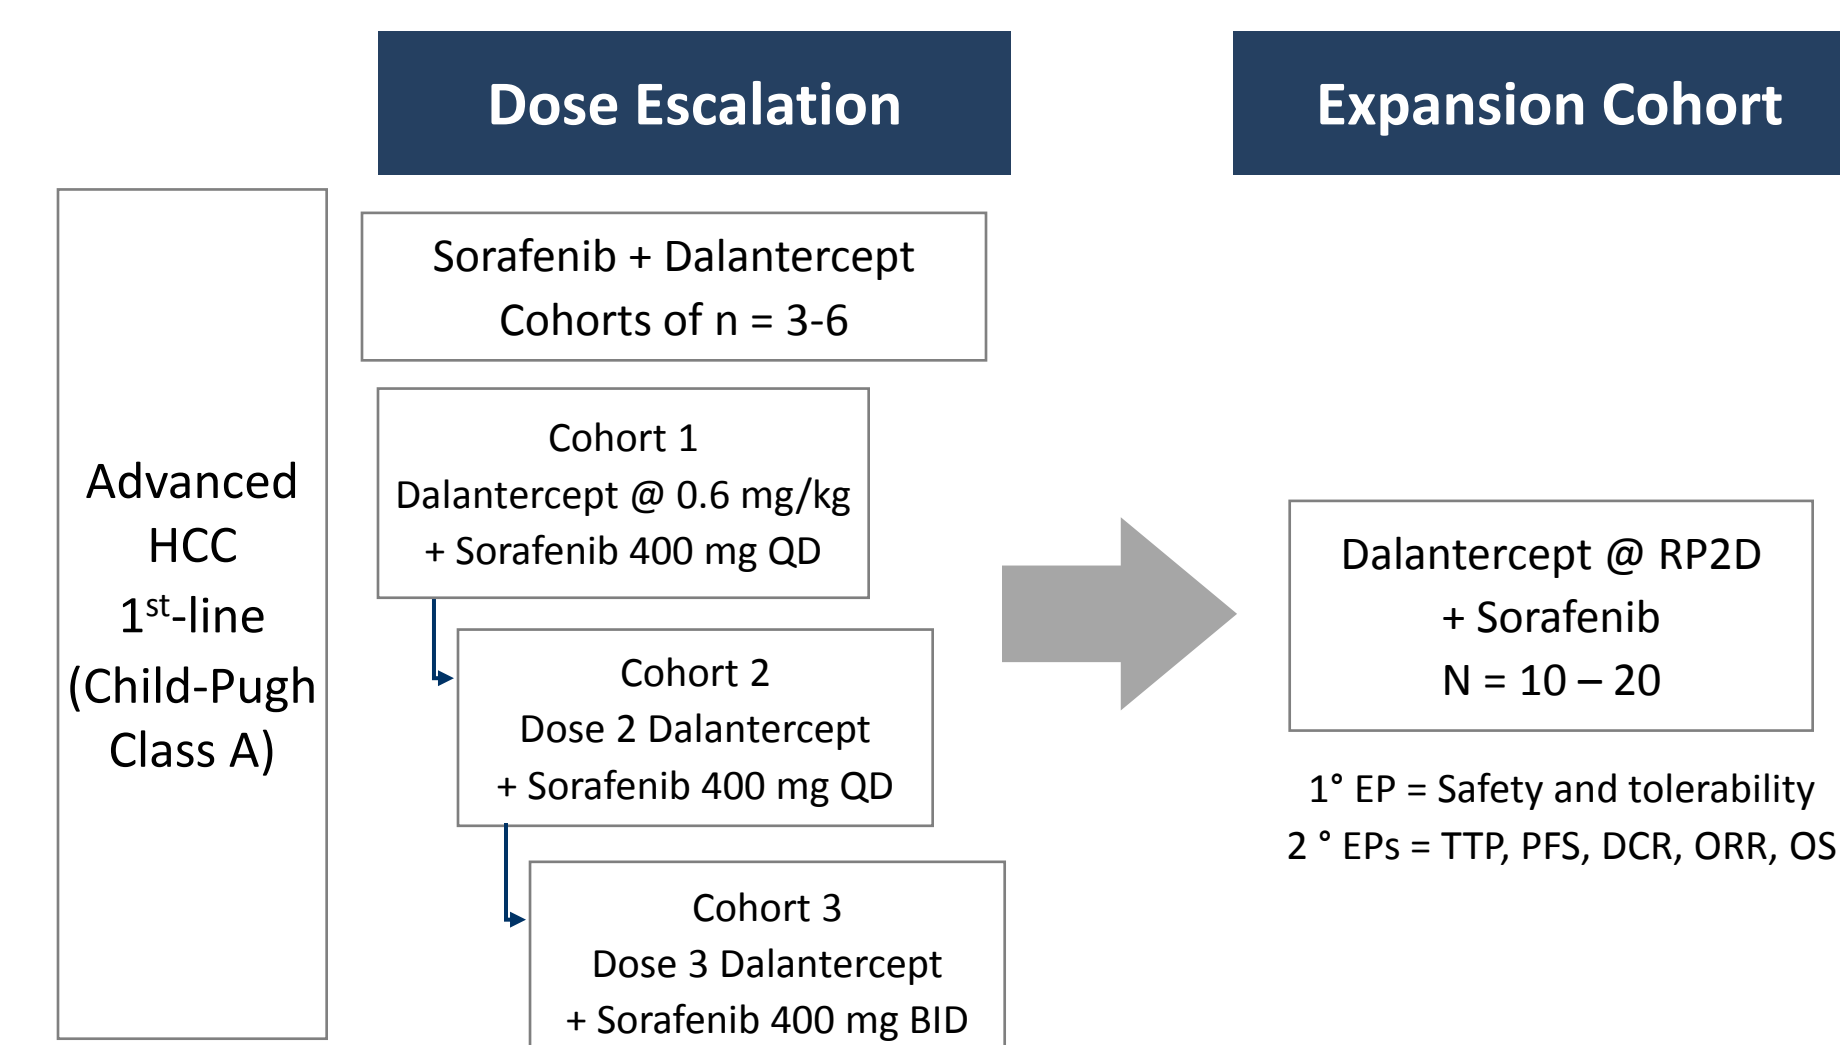 Dose Escalation
Expansion Cohort
Advanced
HCC
1st-line
(Child-Pugh
Class A)
Sorafenib + Dalantercept
Cohorts of n = 3-6
Cohort 1
Dalantercept @ 0.6 mg/kg
+ Sorafenib 400 mg QD
Cohort 2
Dose 2 Dalantercept
+ Sorafenib 400 mg QD
Cohort 3
Dose 3 Dalantercept
+ Sorafenib 400 mg BID
Dalantercept @ RP2D
+ Sorafenib
N = 10 – 20
1° EP = Safety and tolerability
2 ° EPs = TTP, PFS, DCR, ORR, OS